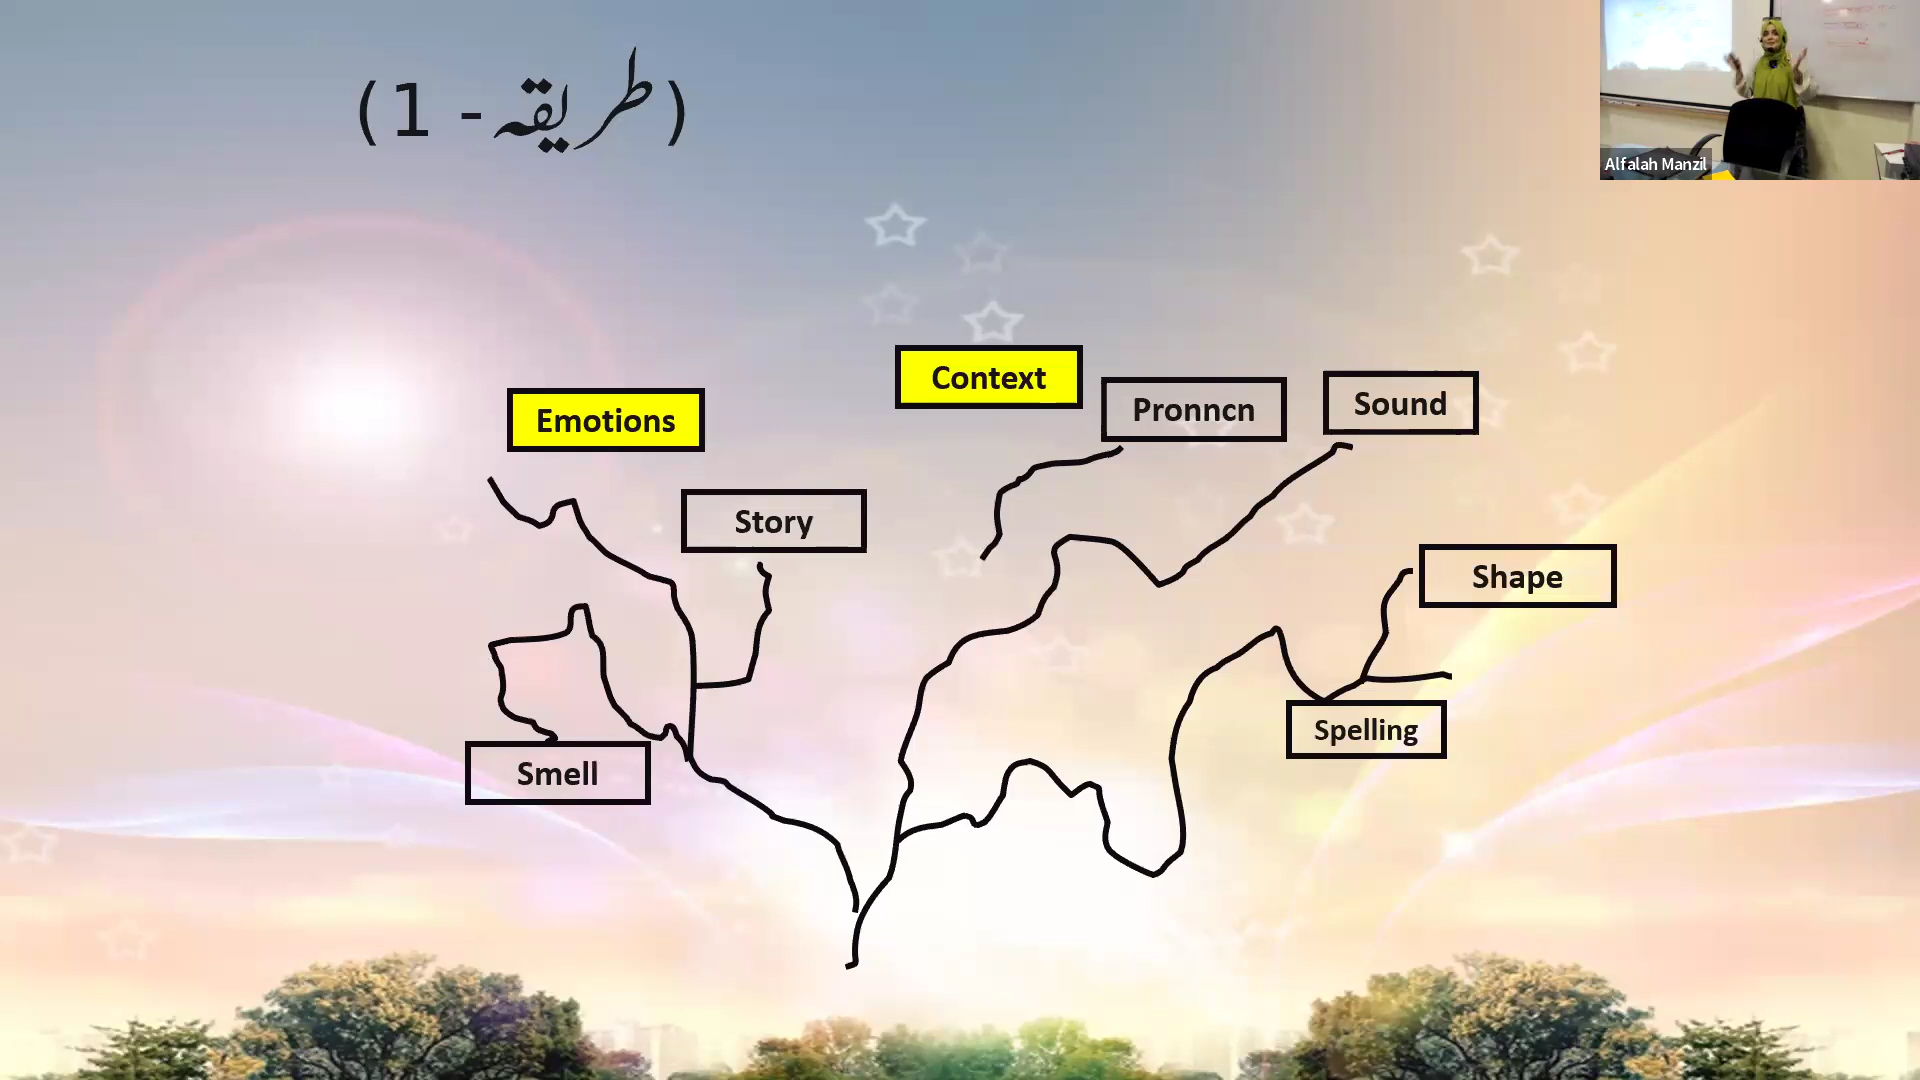 (طریقہ - 1)
Alfalah Manzil
Context
Emotions
Pronncn
Sound
Story
Shape
Spelling
Smell